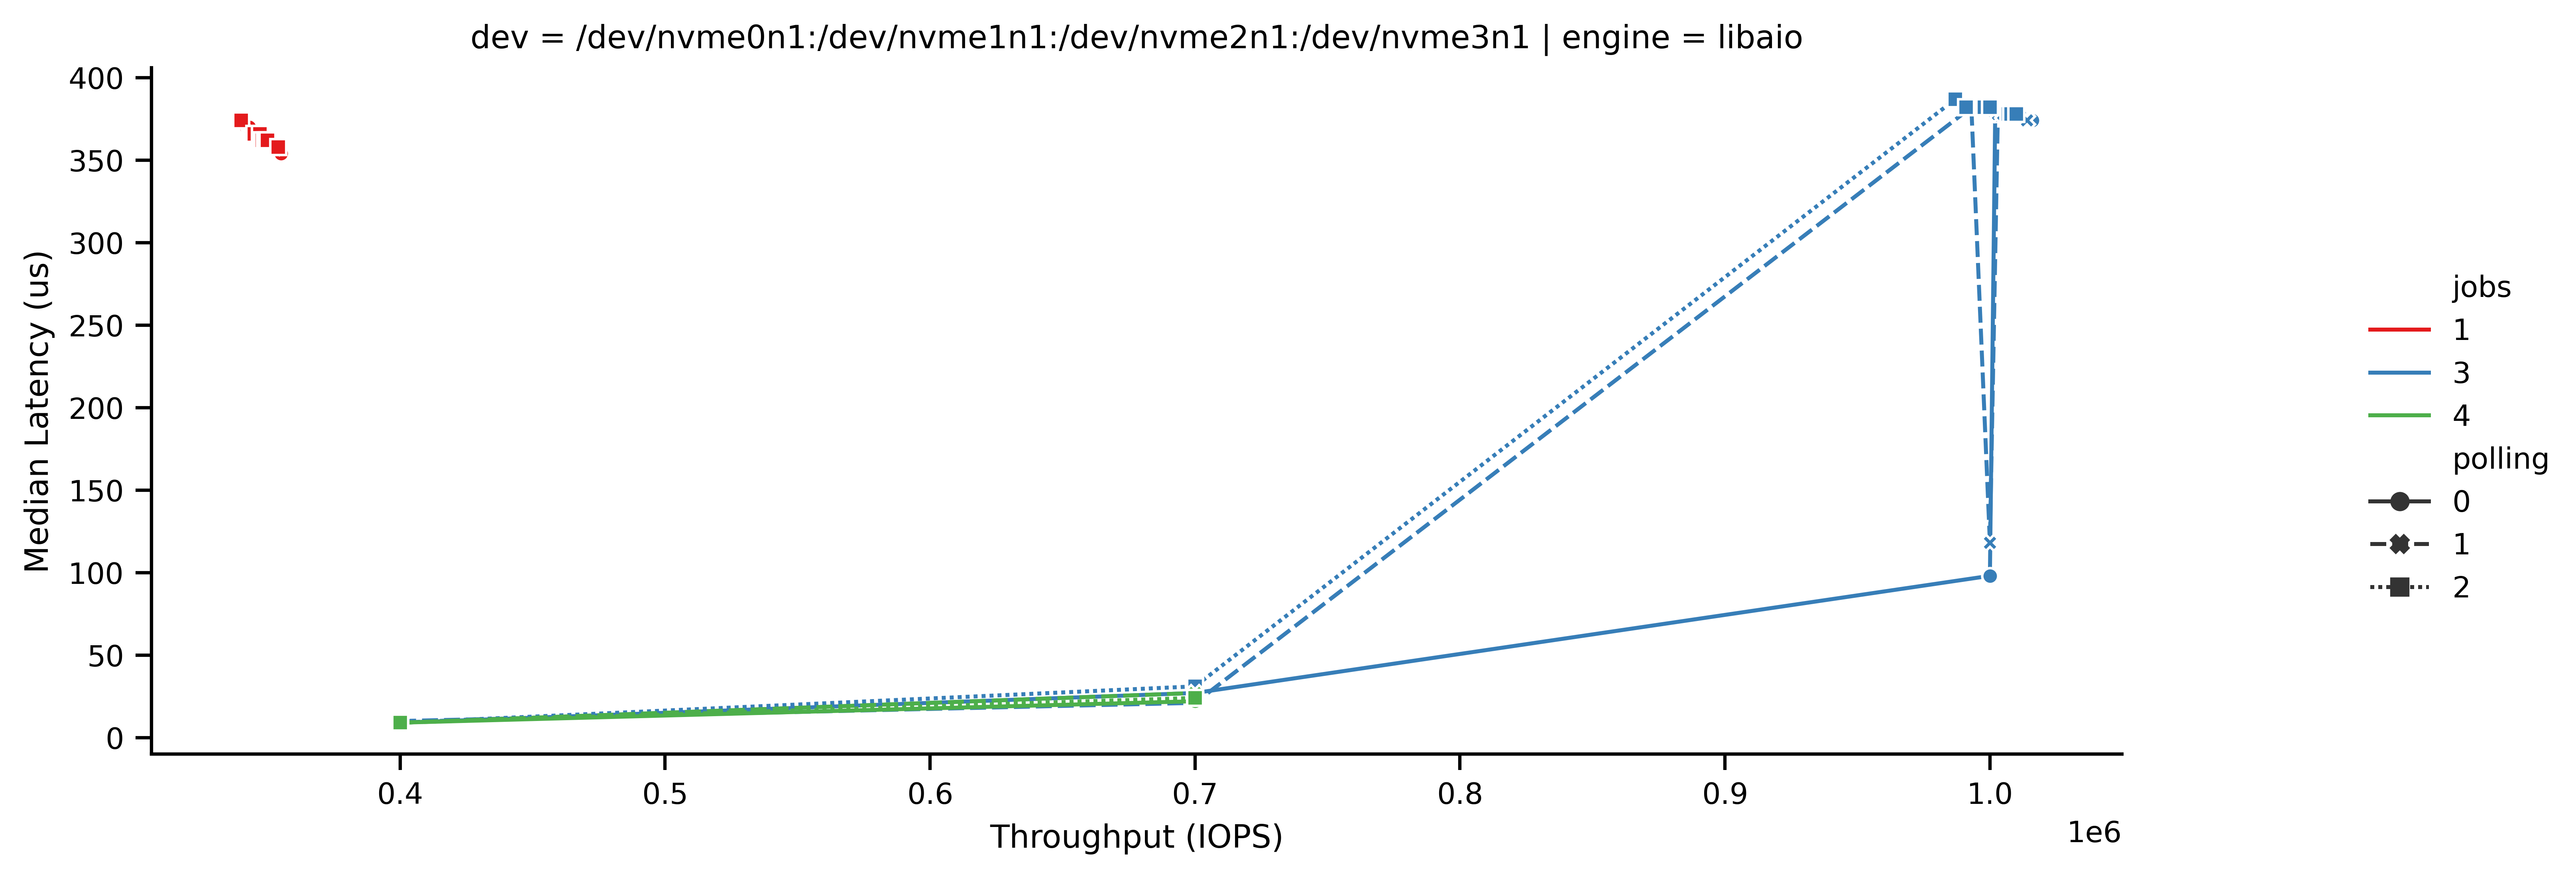 dev = /dev/nvme0n1:/dev/nvme1n1:/dev/nvme2n1:/dev/nvme3n1 | engine = libaio
Median Latency (us)
400
350
300
250
200
150
100
50
0
0.4 0.5 0.6 0.7 0.8 0.9 1.0
1e6
Throughput (IOPS)
jobs
1
3
4
polling
0
1
2